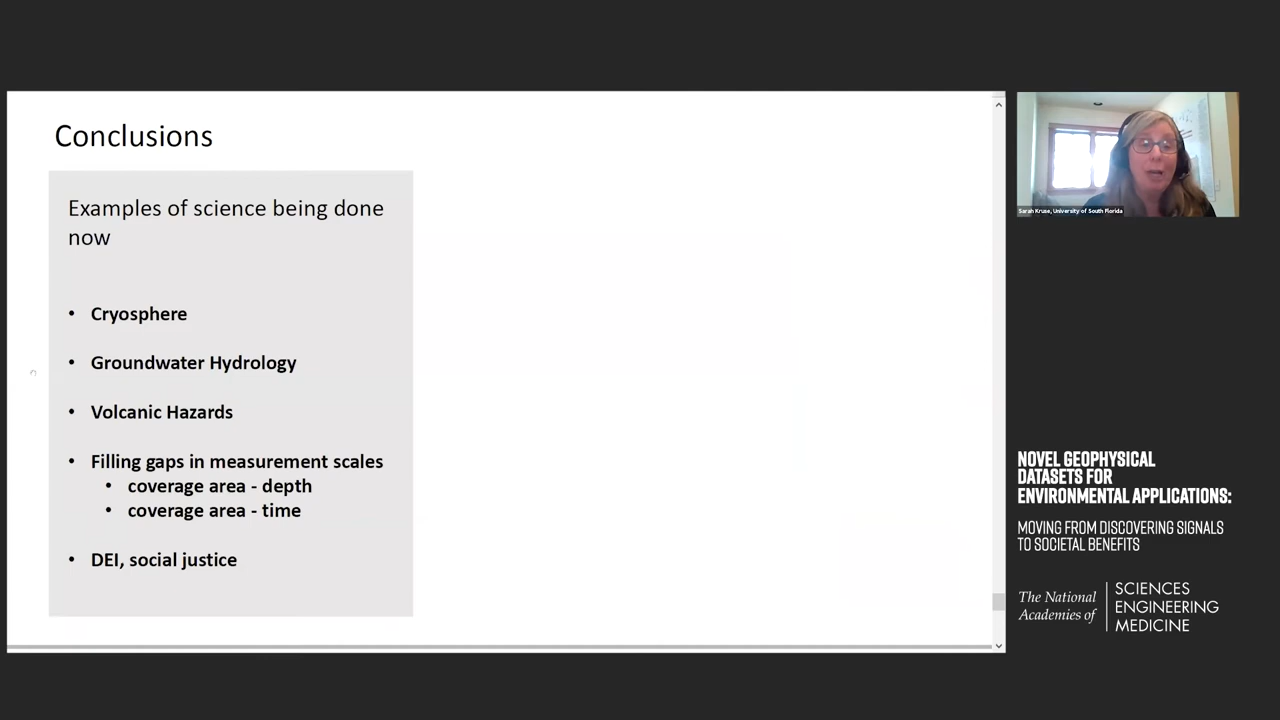 Conclusions
Examples of science being done
now
• Cryosphere
• Groundwater Hydrology
• Volcanic Hazards
• Filling gaps in measurement scales
• coverage area - depth
• coverage area - time
• DEI, social justice
Sarah Kruse, University of South Florida
NOVEL GEOPHYSICAL
DATASETS FOR
ENVIRONMENTAL APPLICATIONS:
MOVING FROM DISCOVERING SIGNALS
TO SOCIETAL BENEFITS
The National
Academies of
SCIENCES
ENGINEERING
MEDICINE